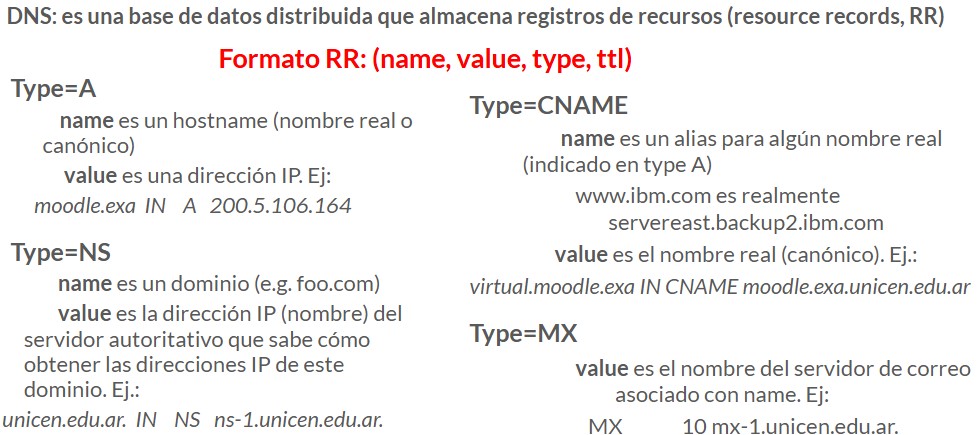 DNS: es una base de datos distribuida que almacena registros de recursos (resource records, RR)
Formato RR: (name, value, type, ttl)
Type=A
name es un hostname (nombre real o
canónico)
value es una dirección IP. Ej:
moodle.exa IN A 200.5.106.164
Type=NS
name es un dominio (e.g. foo.com)
value es la dirección IP (nombre) del
servidor autoritativo que sabe cómo
obtener las direcciones IP de este
dominio. Ej.:
unicen.edu.ar. IN NS ns-1.unicen.edu.ar.
Type=CNAME
name es un alias para algún nombre real
(indicado en type A)
www.ibm.com es realmente
servereast.backup2.ibm.com
value es el nombre real (canónico). Ej.:
virtual.moodle.exa IN CNAME moodle.exa.unicen.edu.ar
Type=MX
value es el nombre del servidor de correo
asociado con name. Ej:
MX 10 mx-1.unicen.edu.ar.